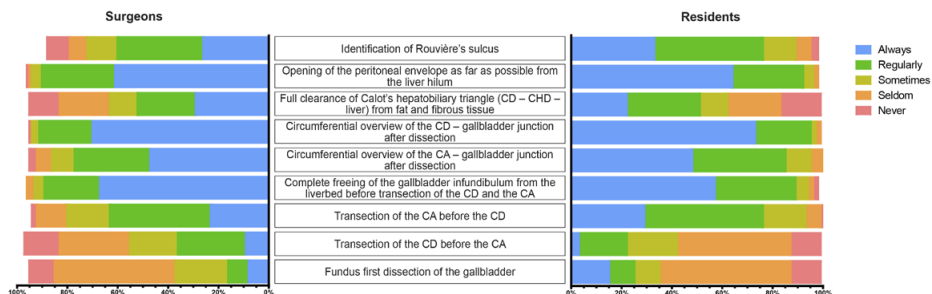 Surgeons
Residents
Identification of Rouvière's sulcus
Opening of the peritoneal envelope as far as possible from
the liver hilum
Full clearance of Calot's hepatobiliary triangle (CD – CHD –
liver) from fat and fibrous tissue
Circumferential overview of the CD – gallbladder junction
after dissection
Circumferential overview of the CA – gallbladder junction
after dissection
Complete freeing of the gallbladder infundibulum from the
liverbed before transection of the CD and the CA
Transection of the CA before the CD
Transection of the CD before the CA
Fundus first dissection of the gallbladder
Always
Regularly
Sometimes
Seldom
Never
100% 80% 60% 40% 20% 0%
0% 20% 40% 60% 80% 100%